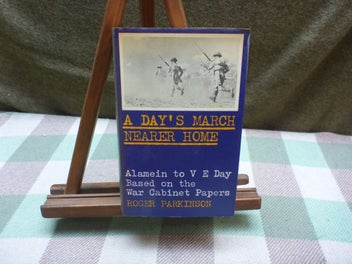 A DAY'S MARCH
NEARER HOME
Alamein to V E Day
Based on the
War Cabinet Papers
ROGER PARKINSON